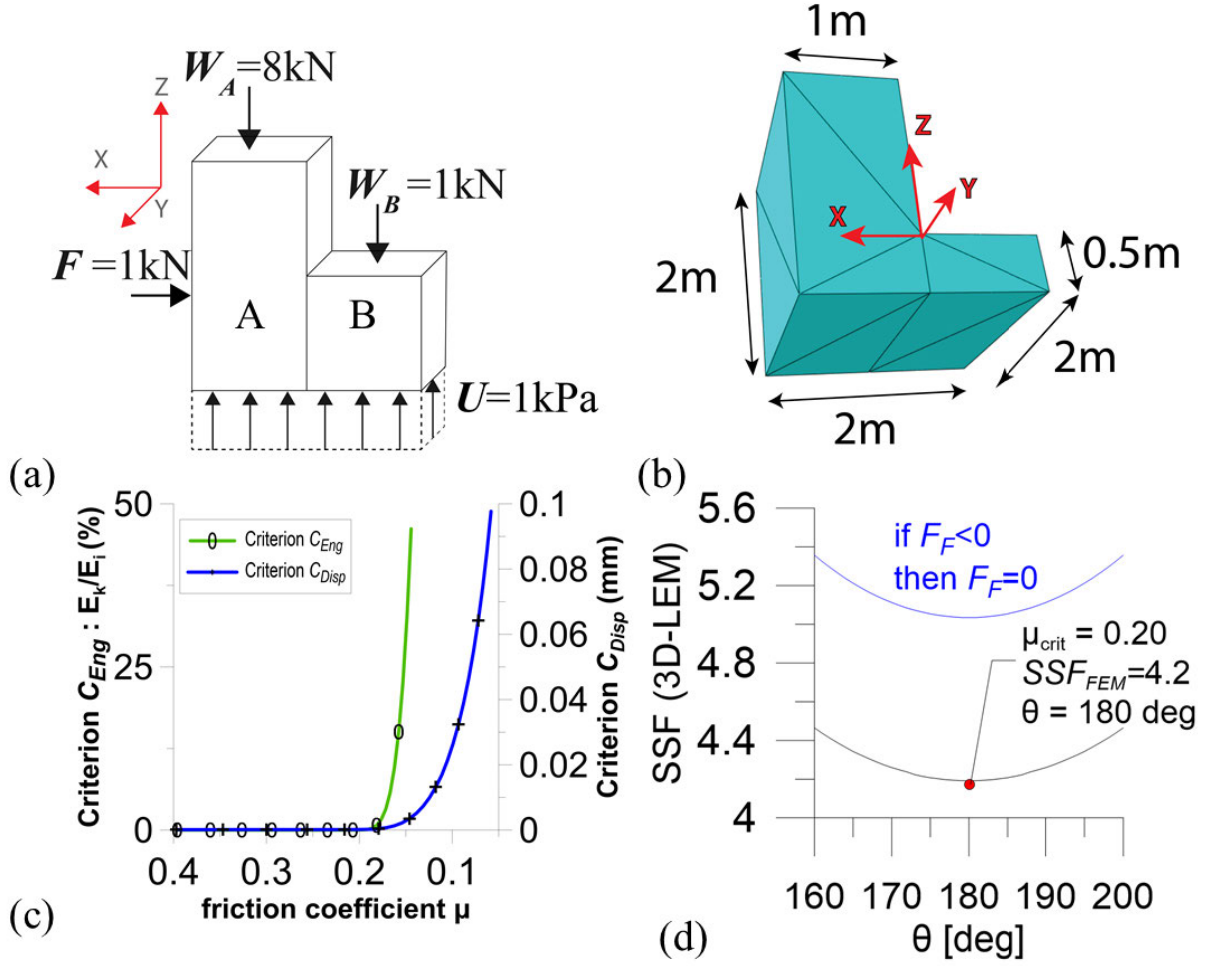 W_A=8kN
Z
X
Y
W_B=1kN
F=1kN
A
B
U=1kPa
(a)
1m
Z
Y
X
2m
0.5m
2m
2m
(b)
50
25
0
Criterion C_Eng : E_k/E_i (%)
Criterion C_Eng
Criterion C_Disp
0.1
0.08
0.06
0.04
0.02
0
Criterion C_Disp (mm)
0.4
0.3
0.2
0.1
friction coefficient μ
(c)
5.6
5.2
4.8
4.4
4
SSF (3D-LEM)
if F_F<0
then F_F=0
μ_crit = 0.20
SSF_FEM=4.2
θ = 180 deg
160
170
180
190
200
θ [deg]
(d)